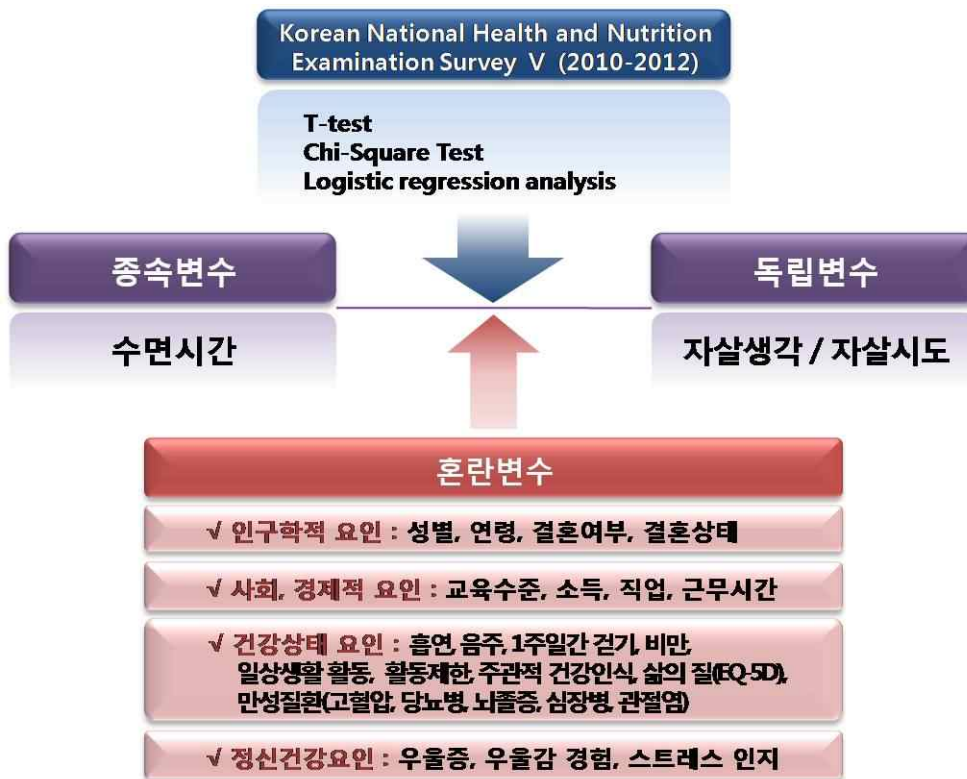 Korean National Health and Nutrition
Examination Survey V (2010-2012)
T-test
Chi-Square Test
Logistic regression analysis
종속변수
수면시간
독립변수
자살생각 / 자살시도
혼란변수
√ 인구학적 요인 : 성별, 연령, 결혼여부, 결혼상태
√ 사회, 경제적 요인 : 교육수준, 소득, 직업, 근무시간
√ 건강상태 요인 : 흡연, 음주, 1주일간 걷기, 비만,
일상생활 활동, 활동제한, 주관적 건강인식, 삶의 질(EQ-5D),
만성질환(고혈압, 당뇨병, 뇌졸증, 심장병, 관절염)
√ 정신건강요인 : 우울증, 우울감 경험, 스트레스 인지